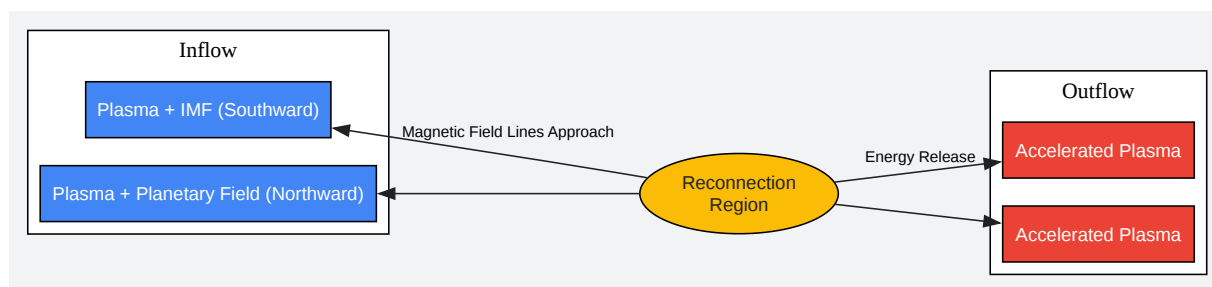 Inflow
Plasma + IMF (Southward)
Plasma + Planetary Field (Northward)
Magnetic Field Lines Approach
Reconnection
Region
Energy Release
Outflow
Accelerated Plasma
Accelerated Plasma